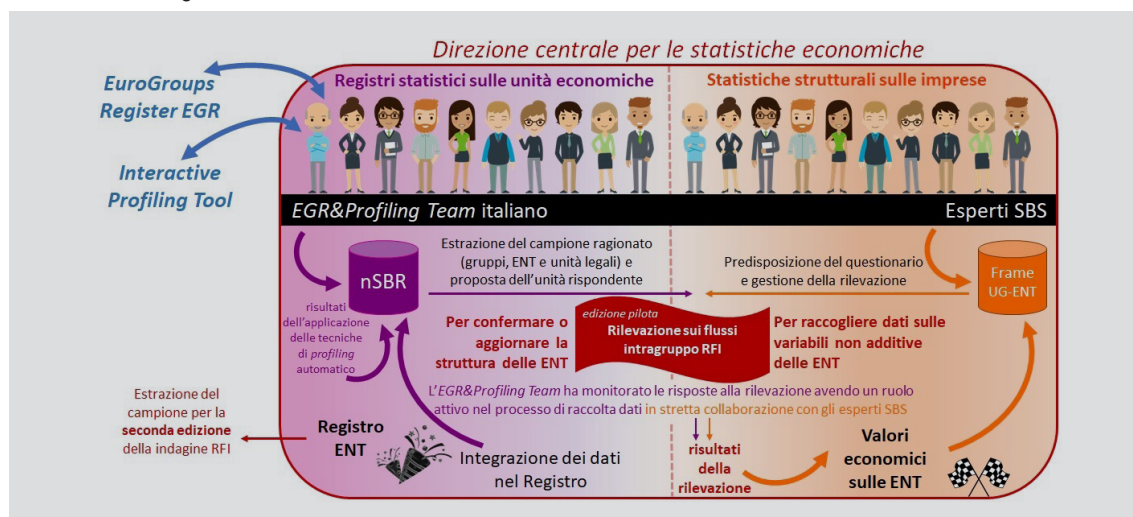 Direzione centrale per le statistiche economiche
EuroGroups
Register EGR
Interactive
Profiling Tool
Registri statistici sulle unità economiche
Statistiche strutturali sulle imprese
EGR&Profiling Team italiano
Esperti SBS
nSBR
Estrazione del campione ragionato
(gruppi, ENT e unità legali) e
proposta dell'unità rispondente
Predisposizione del questionario
e gestione della rilevazione
Frame
UG-ENT
risultati
dell'applicazione
delle tecniche
di profiling
automatico
Per confermare o
aggiornare la
struttura delle ENT
edizione pilota
Rilevazione sui flussi
intragruppo RFI
Per raccogliere dati sulle
variabili non additive
delle ENT
L'EGR&Profiling Team ha monitorato le risposte alla rilevazione avendo un ruolo
attivo nel processo di raccolta dati in stretta collaborazione con gli esperti SBS
Estrazione del
campione per la
seconda edizione
della indagine RFI
Registro
ENT
Integrazione dei dati
nel Registro
risultati
della
rilevazione
Valori
economici
sulle ENT